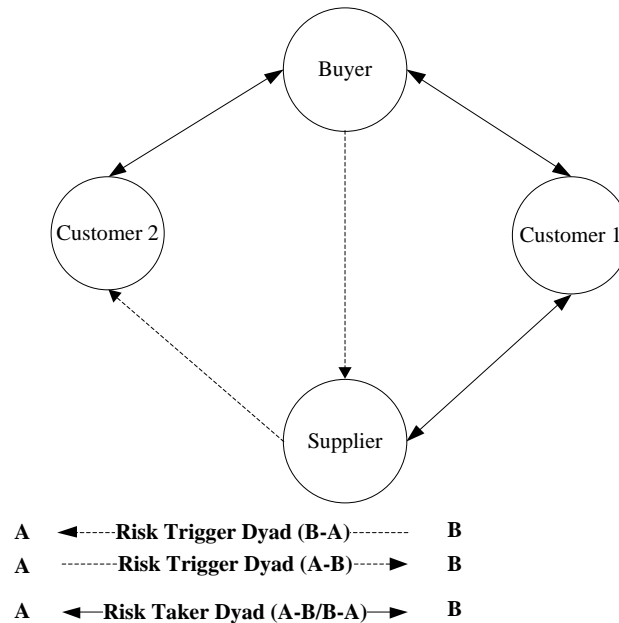 Buyer
Customer 2
Customer 1
Supplier
A Risk Trigger Dyad (B-A) B
A Risk Trigger Dyad (A-B) B
A Risk Taker Dyad (A-B/B-A) B